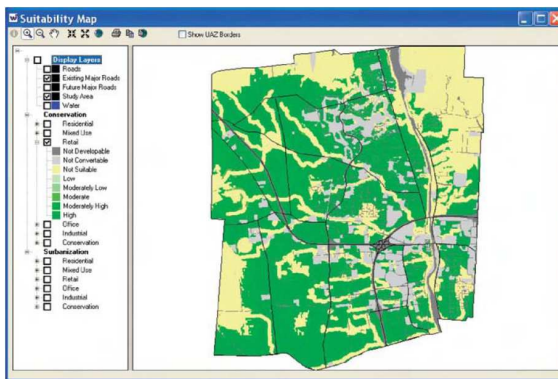 Suitability Map
Show UAZ Borders
Display Layers
Roads
Existing Major Roads
Future Major Roads
Study Area
Water
Conservation
Residential
Mixed Use
Retail
Not Developable
Not Convertable
Not Suitable
Low
Moderately Low
Moderate
Moderately High
High
Office
Industrial
Conservation
Surbanization
Residential
Mixed Use
Retail
Office
Industrial
Conservation